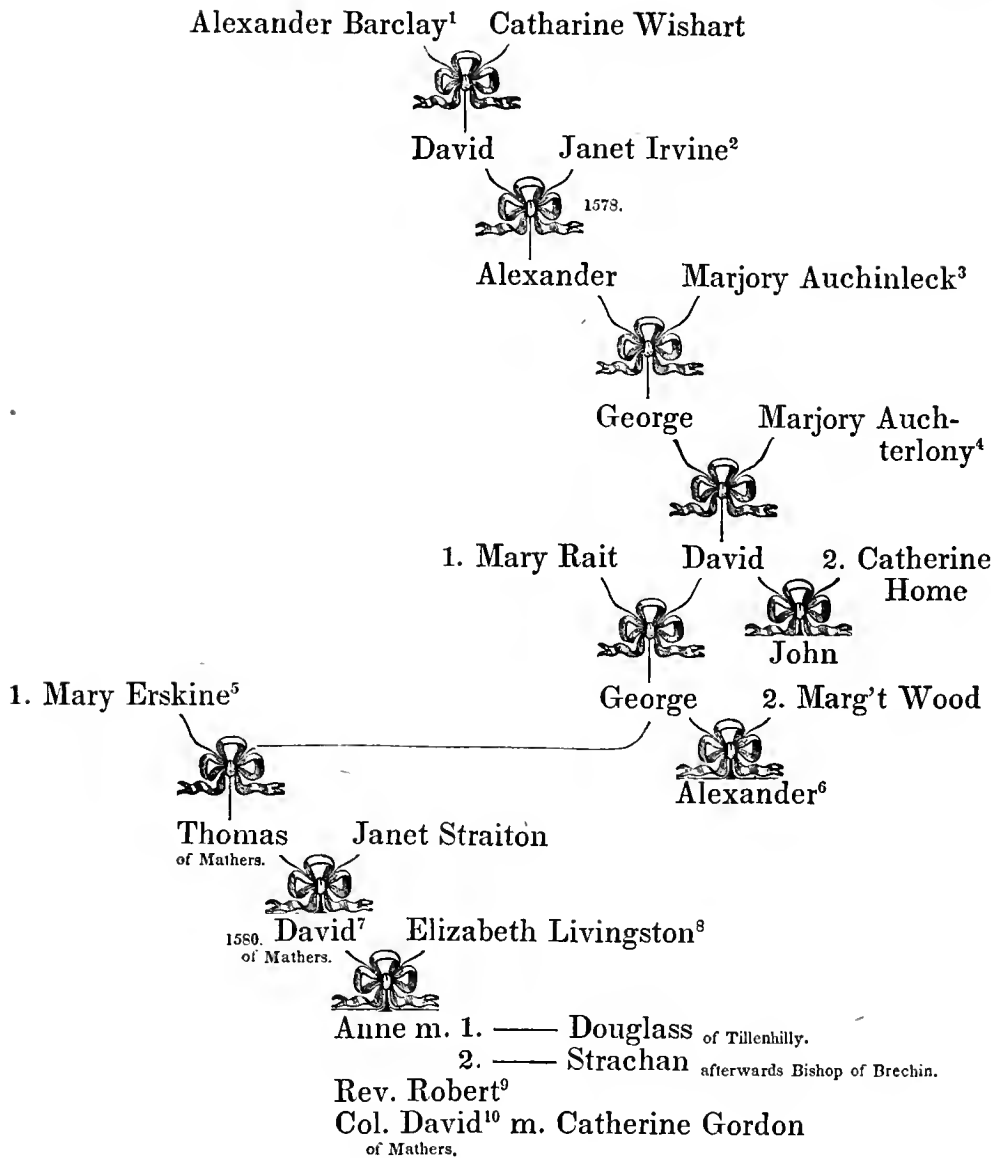 Alexander Barclay¹ Catharine Wishart
David Janet Irvine²
1578.
Alexander Marjory Auchinleck³
George Marjory Auch-
terlony⁴
1. Mary Rait David 2. Catherine
Home
John
1. Mary Erskine⁵ George 2. Marg't Wood
Alexander⁶
Thomas Janet Straiton
of Mathers.
1580. David⁷ Elizabeth Livingston⁸
of Mathers.
Anne m. 1. —— Douglass of Tillenhilly.
2. —— Strachan afterwards Bishop of Brechin.
Rev. Robert⁹
Col. David¹⁰ m. Catherine Gordon
of Mathers.